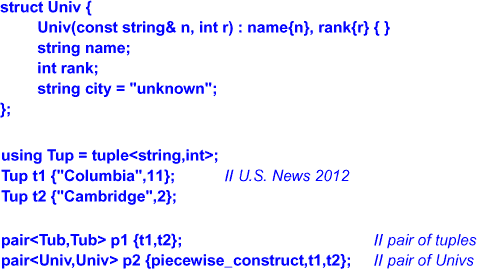 struct Univ {
Univ(const string& n, int r) : name{n}, rank{r} { }
string name;
int rank;
string city = "unknown";
};
using Tup = tuple<string,int>;
Tup t1 {"Columbia",11}; // U.S. News 2012
Tup t2 {"Cambridge",2};
pair<Tub,Tub> p1 {t1,t2}; // pair of tuples
pair<Univ,Univ> p2 {piecewise_construct,t1,t2}; // pair of Univs